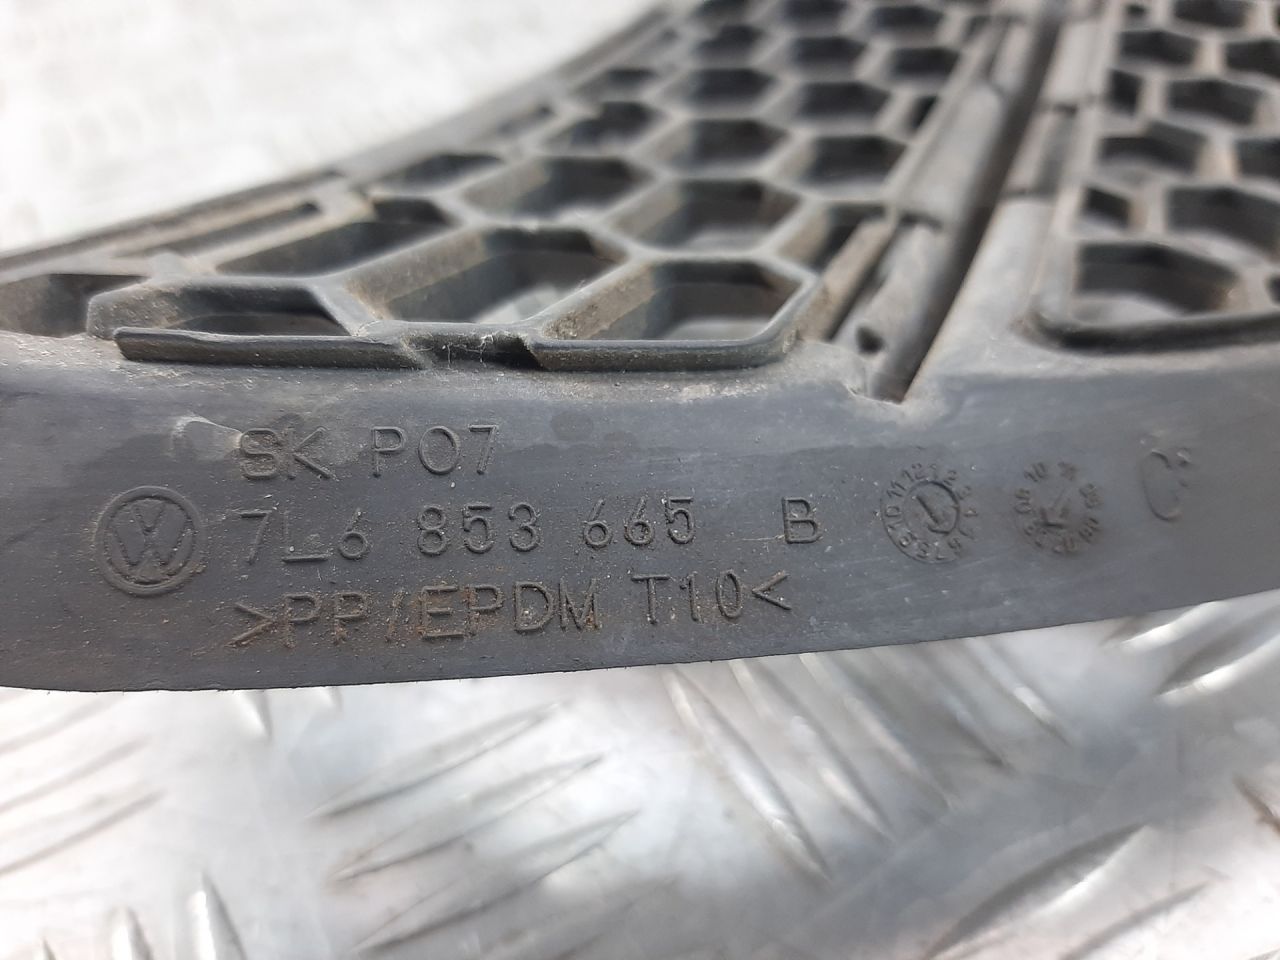 SK PO7
7L6 853 665 B
>PP/EPDM T10<